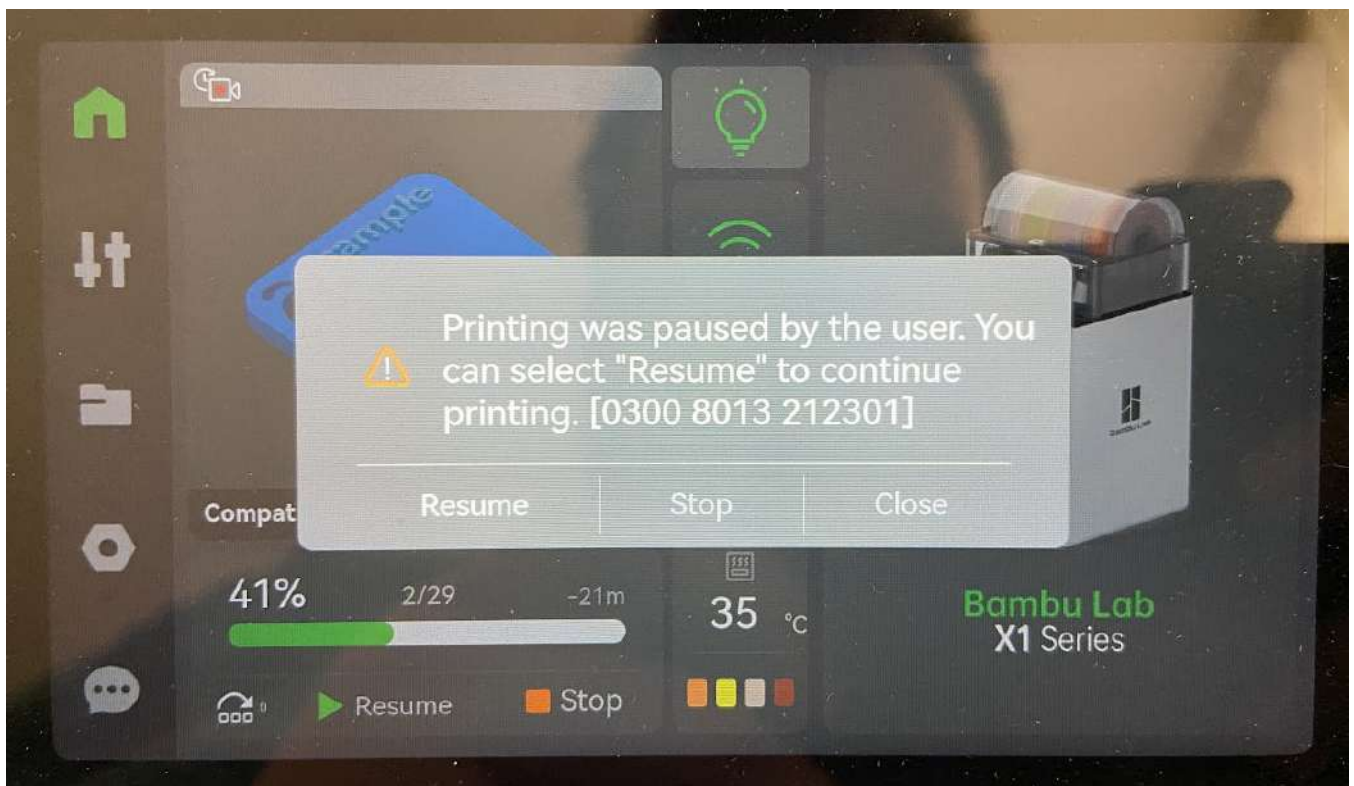 ample
Printing was paused by the user. You
can select "Resume" to continue
printing. [0300 8013 212301]
Resume
Stop
Close
Compat
41%
2/29
-21m
35 °C
Resume
Stop
Bambu Lab
X1 Series